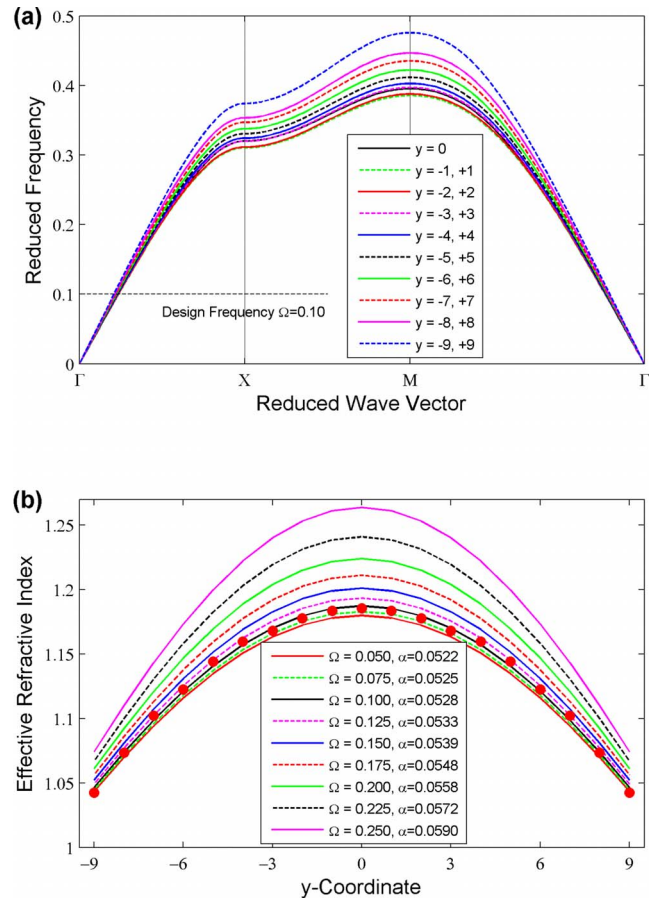 (a)
0.5
0.4
0.3
0.2
0.1
0
Reduced Frequency
y = 0
y = -1, +1
y = -2, +2
y = -3, +3
y = -4, +4
y = -5, +5
y = -6, +6
y = -7, +7
y = -8, +8
y = -9, +9
Design Frequency Ω=0.10
Γ X M Γ
Reduced Wave Vector
(b)
1.25
1.2
1.15
1.1
1.05
1
Effective Refractive Index
Ω = 0.050, α=0.0522
Ω = 0.075, α=0.0525
Ω = 0.100, α=0.0528
Ω = 0.125, α=0.0533
Ω = 0.150, α=0.0539
Ω = 0.175, α=0.0548
Ω = 0.200, α=0.0558
Ω = 0.225, α=0.0572
Ω = 0.250, α=0.0590
−9 −6 −3 0 3 6 9
y-Coordinate